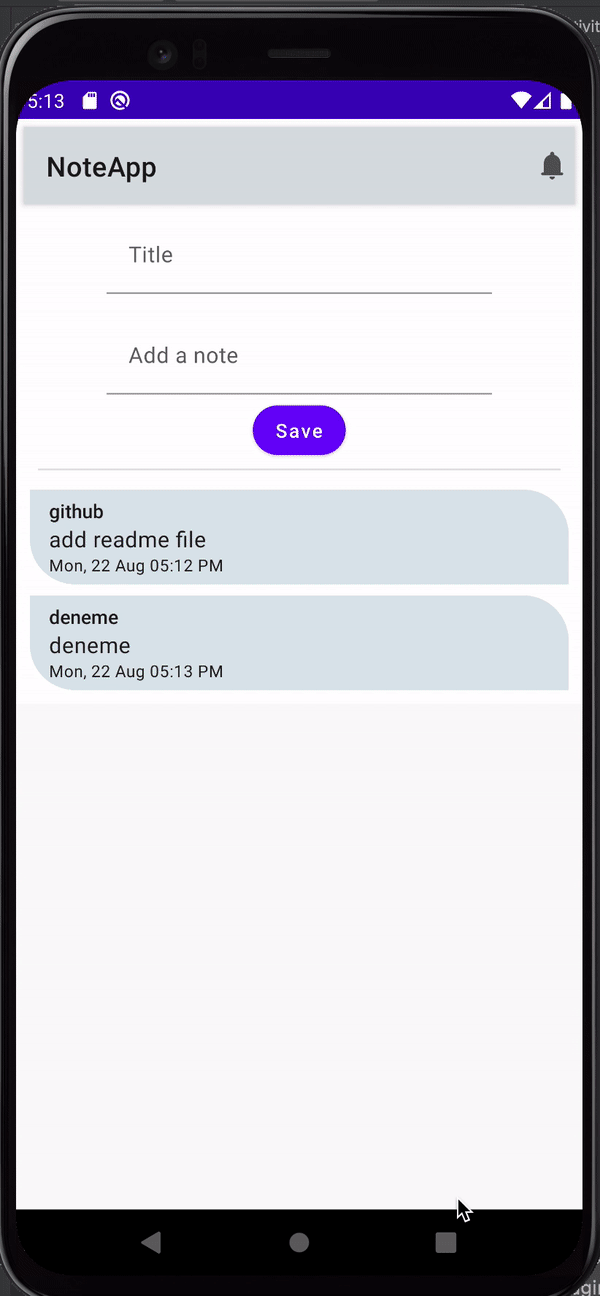 5:13
NoteApp
Title
Add a note
Save
github
add readme file
Mon, 22 Aug 05:12 PM
deneme
deneme
Mon, 22 Aug 05:13 PM